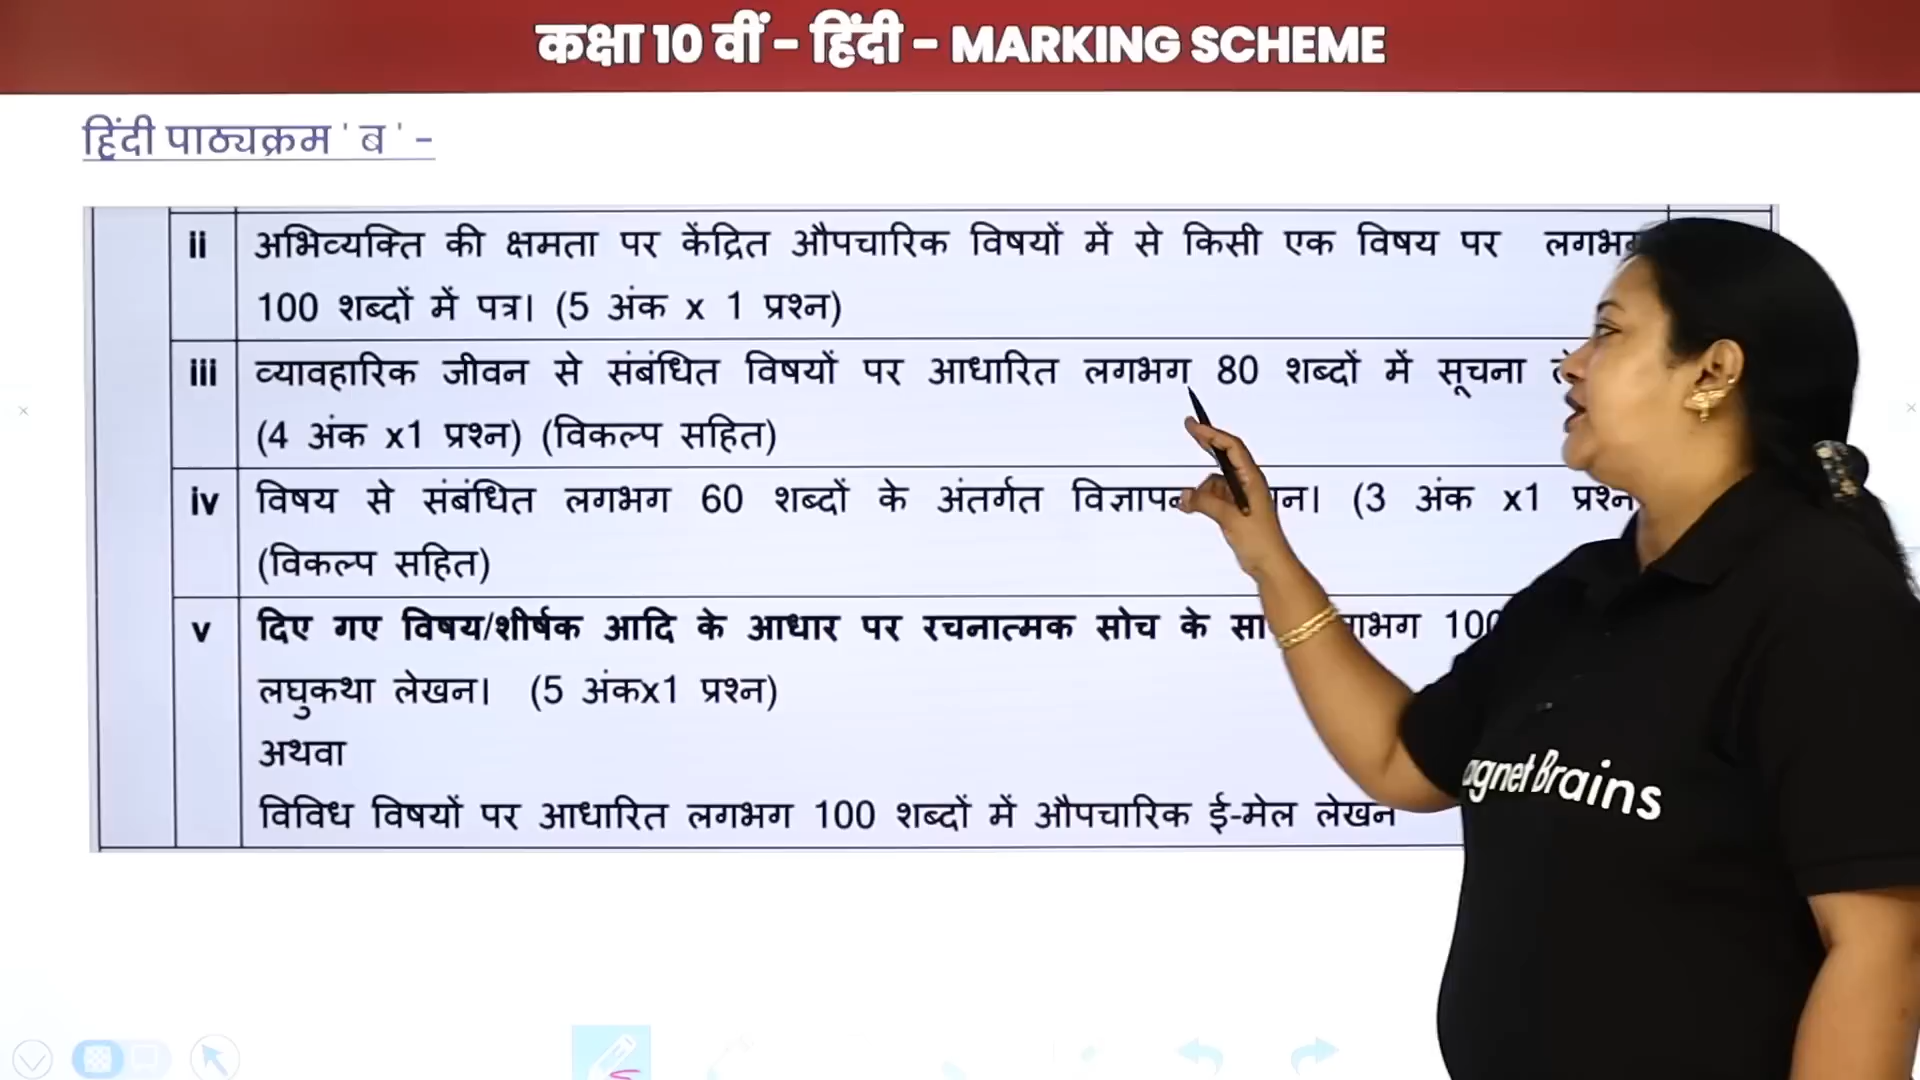 कक्षा 10 वीं - हिंदी - MARKING SCHEME
हिंदी पाठ्यक्रम ' ब ' -
ii अभिव्यक्ति की क्षमता पर केंद्रित औपचारिक विषयों में से किसी एक विषय पर
100 शब्दों में पत्र। (5 अंक x 1 प्रश्न)
iii व्यावहारिक जीवन से संबंधित विषयों पर आधारित लगभग 80 शब्दों में सूचना
(4 अंक x1 प्रश्न) (विकल्प सहित)
iv विषय से संबंधित लगभग 60 शब्दों के अंतर्गत (3 अंक x1 प्रश्न
(विकल्प सहित)
v दिए गए विषय/शीर्षक आदि के आधार पर रचनात्मक सोच के 100
लघुकथा लेखन। (5 अंकx1 प्रश्न)
अथवा
विविध विषयों पर आधारित लगभग 100 शब्दों में औपचारिक ई-मेल लेखन
agnet Brains